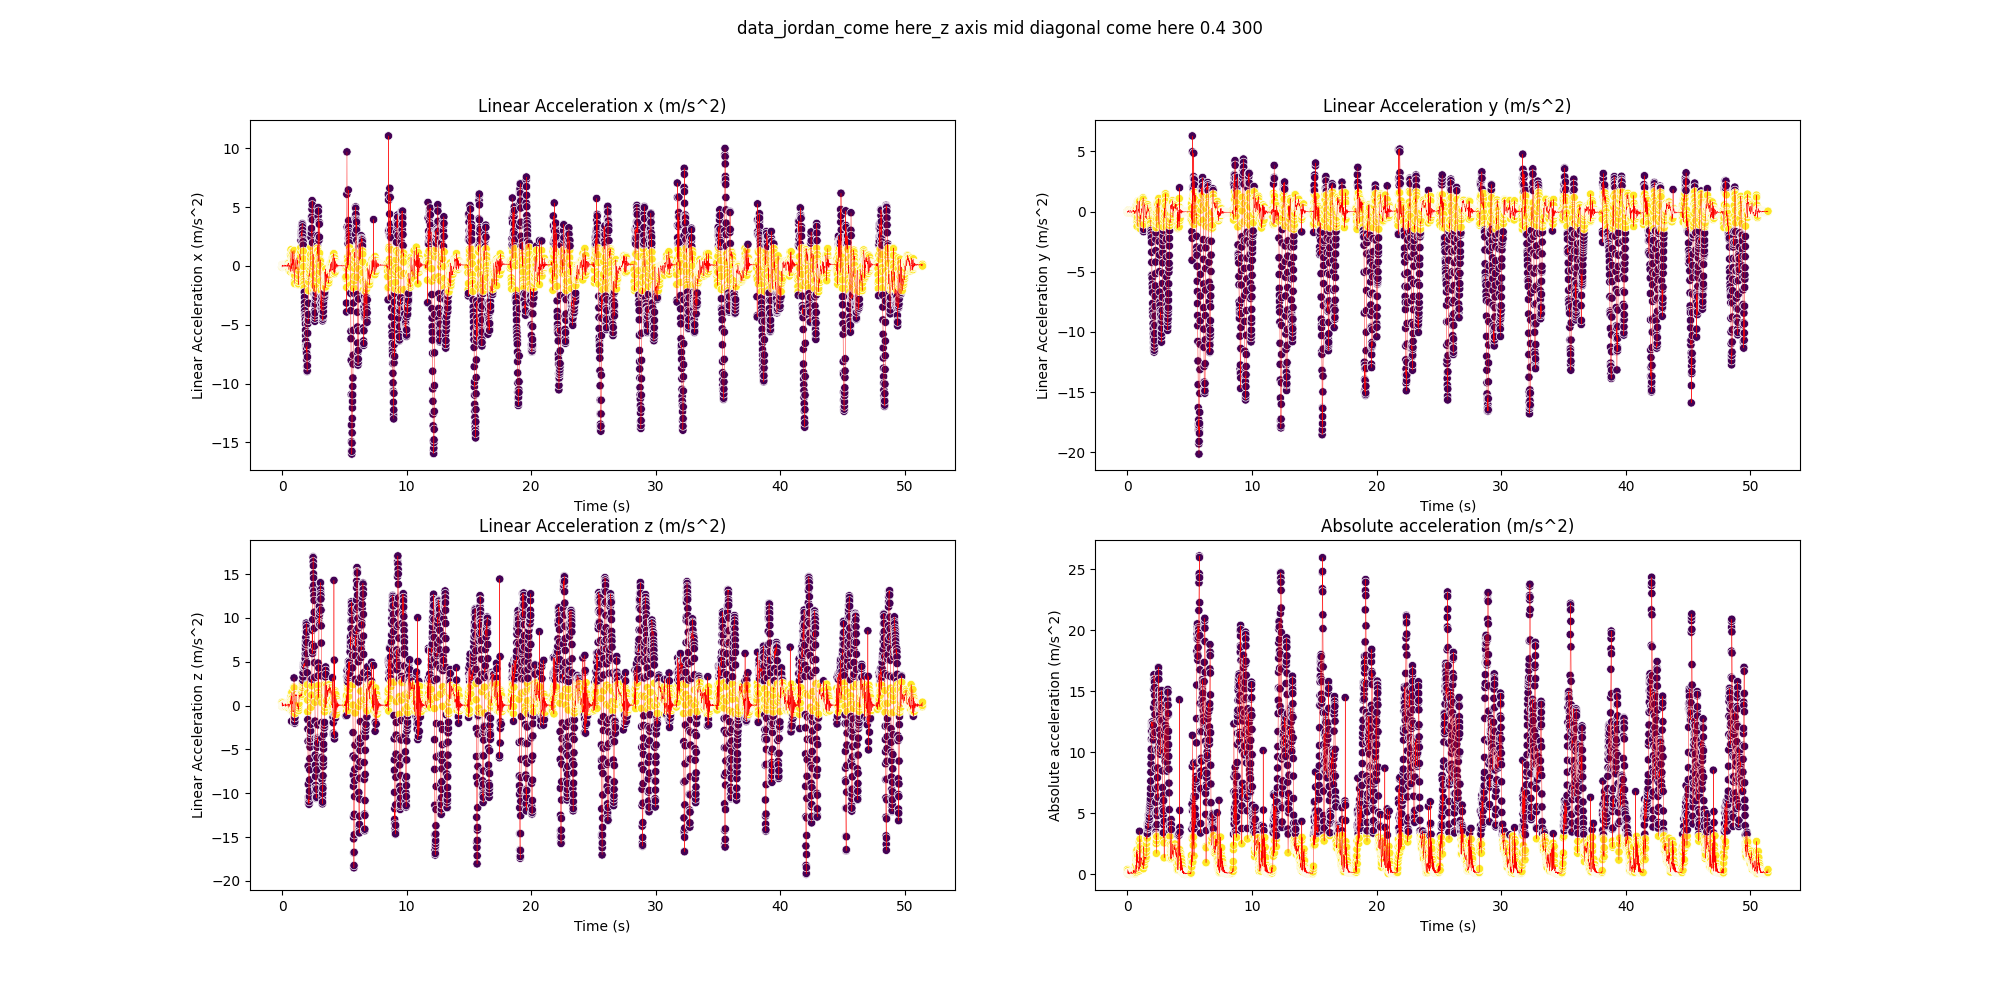 data_jordan_come here_z axis mid diagonal come here 0.4 300
Linear Acceleration x (m/s^2)
Linear Acceleration x (m/s^2)
10
5
0
−5
−10
−15
0 10 20 30 40 50
Time (s)
Linear Acceleration y (m/s^2)
Linear Acceleration y (m/s^2)
5
0
−5
−10
−15
−20
0 10 20 30 40 50
Time (s)
Linear Acceleration z (m/s^2)
Linear Acceleration z (m/s^2)
15
10
5
0
−5
−10
−15
−20
0 10 20 30 40 50
Time (s)
Absolute acceleration (m/s^2)
Absolute acceleration (m/s^2)
25
20
15
10
5
0
0 10 20 30 40 50
Time (s)